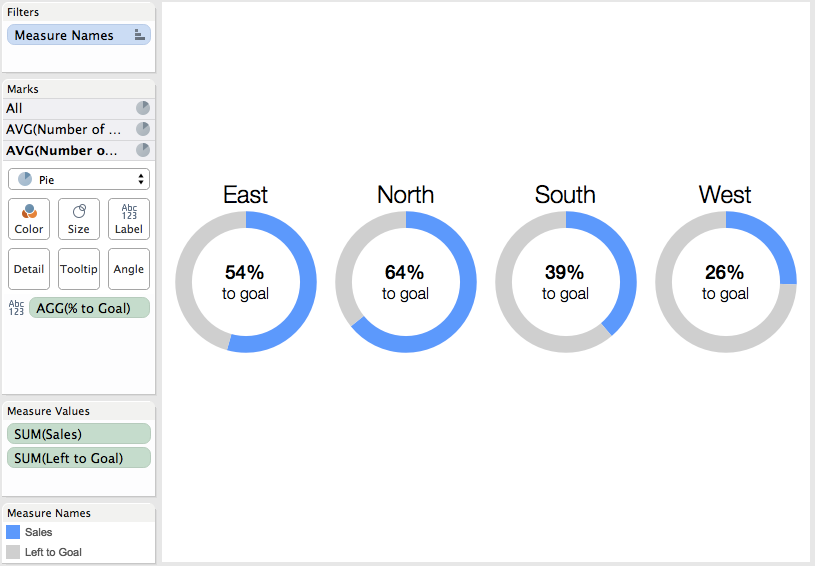 Filters
Measure Names
Marks
All
AVG(Number of ...
AVG(Number o...
Pie
Abc
123
Color Size Label
Detail Tooltip Angle
Abc
123
AGG(% to Goal)
Measure Values
SUM(Sales)
SUM(Left to Goal)
Measure Names
Sales
Left to Goal
East North South West
54% 64% 39% 26%
to goal to goal to goal to goal